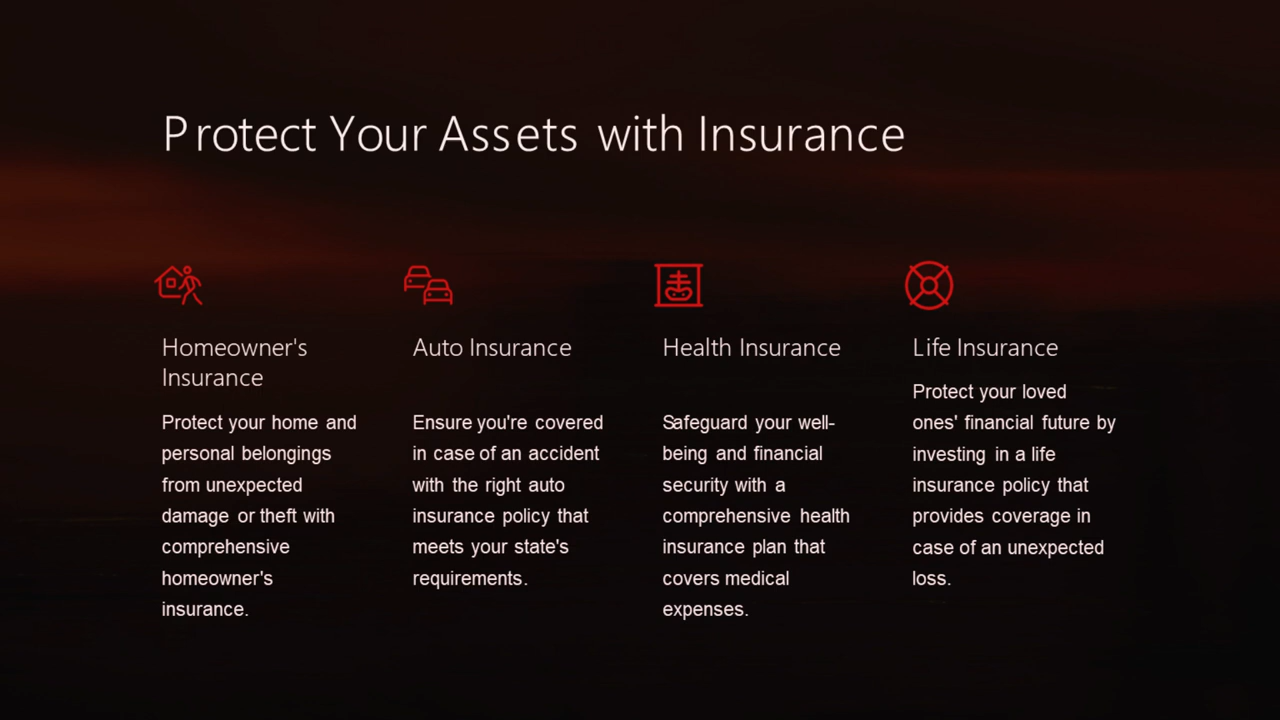 Protect Your Assets with Insurance
Homeowner's
Insurance
Protect your home and
personal belongings
from unexpected
damage or theft with
comprehensive
homeowner's
insurance.
Auto Insurance
Ensure you're covered
in case of an accident
with the right auto
insurance policy that
meets your state's
requirements.
Health Insurance
Safeguard your well-
being and financial
security with a
comprehensive health
insurance plan that
covers medical
expenses.
Life Insurance
Protect your loved
ones' financial future by
investing in a life
insurance policy that
provides coverage in
case of an unexpected
loss.